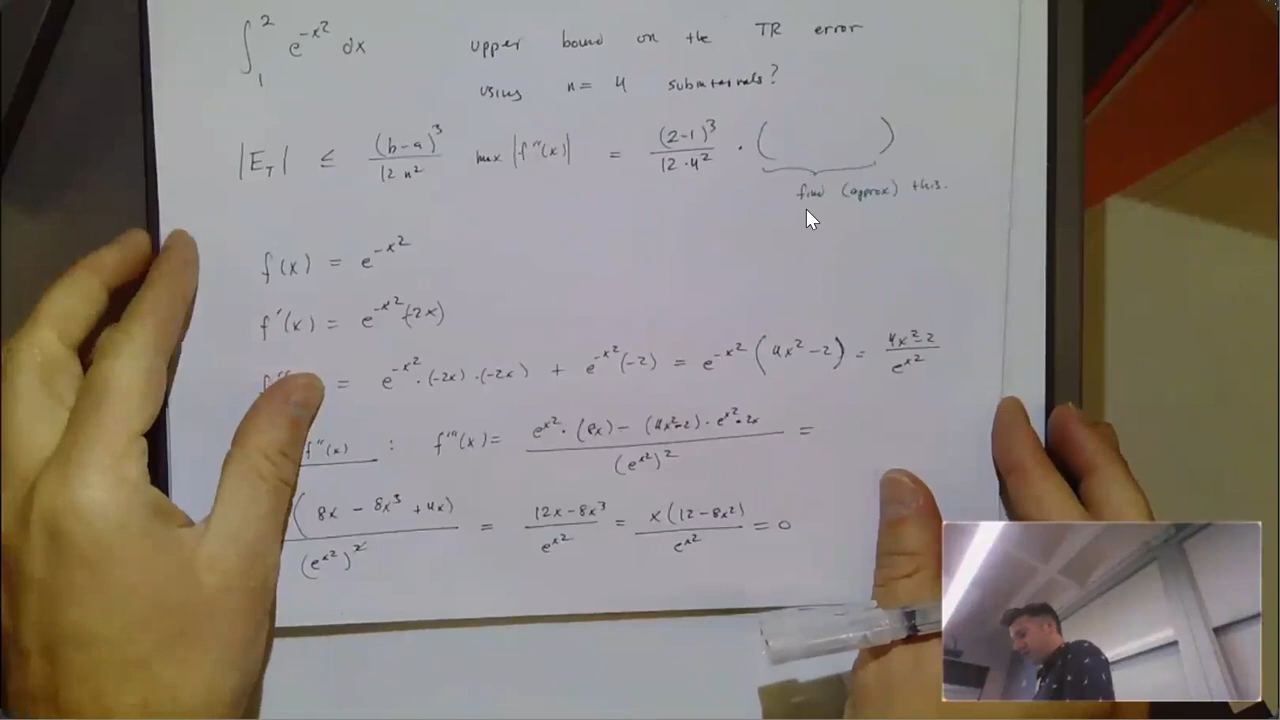 ∫₁² e^{-x²} dx upper bound on the TR error
using n = 4 subintervals?
|E_T| ≤ (b-a)³ / 12 n² max |f''(x)| = (2-1)³ / 12·4² · ( )
find (approx) this.
f(x) = e^{-x²}
f'(x) = e^{-x²}(-2x)
= e^{-x²}·(-2x)·(-2x) + e^{-x²}(-2) = e^{-x²}(4x²-2) = 4x²-2 / e^{x²}
f''(x) : f'''(x) = e^{x²}·(8x) - (4x²-2)·e^{x²}·2x / (e^{x²})² =
(8x - 8x³ + 4x) / (e^{x²})² = 12x-8x³ / e^{x²} = x(12-8x²) / e^{x²} = 0